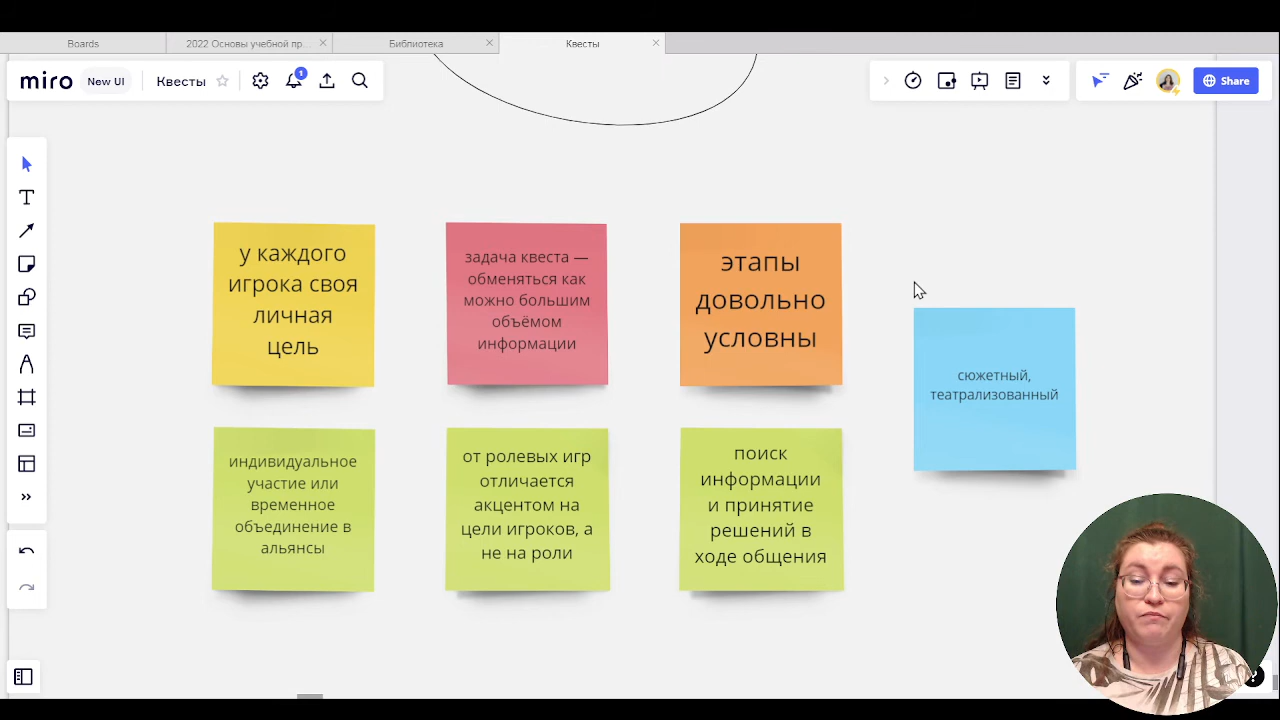 Boards
2022 Основы учебной пр...
Библиотека
Квесты
miro
New UI
Квесты
1
Share
у каждого
игрока своя
личная
цель
задача квеста —
обменяться как
можно большим
объёмом
информации
этапы
довольно
условны
сюжетный,
театрализованный
индивидуальное
участие или
временное
объединение в
альянсы
от ролевых игр
отличается
акцентом на
цели игроков, а
не на роли
поиск
информации
и принятие
решений в
ходе общения
?